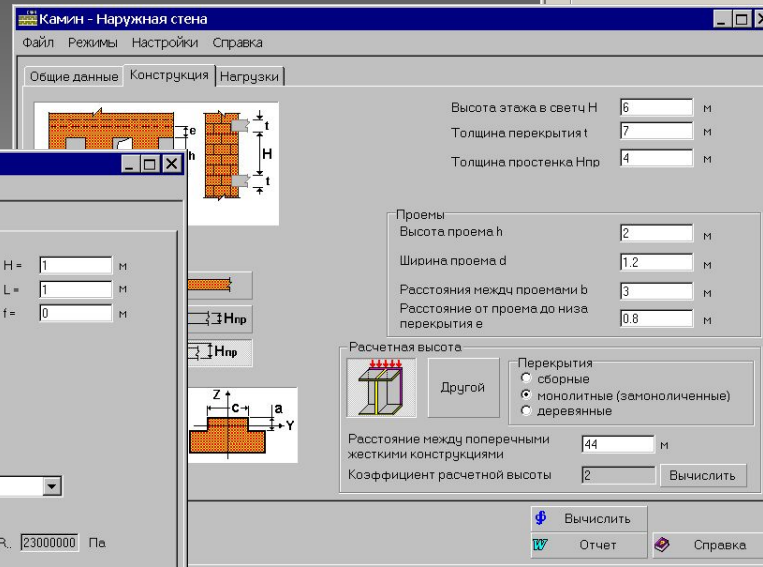 Камин - Наружная стена
Файл Режимы Настройки Справка
Общие данные Конструкция Нагрузки
e
h
t
H
t
Высота этажа в свету H 6 м
Толщина перекрытия t 7 м
Толщина простенка Hпр 4 м
Проемы
Высота проема h 2 м
Ширина проема d 1.2 м
Расстояния между проемами b 3 м
Расстояние от проема до низа
перекрытия e 0.8 м
H = 1 м
L = 1 м
f = 0 м
Hпр
Hпр
Расчетная высота
Другой
Перекрытия
сборные
монолитные (замоноличенные)
деревянные
Z
c
a
Y
Расстояние между поперечными
жесткими конструкциями 44 м
Коэффициент расчетной высоты 2 Вычислить
Вычислить
W Отчет Справка
R.. 23000000 Па